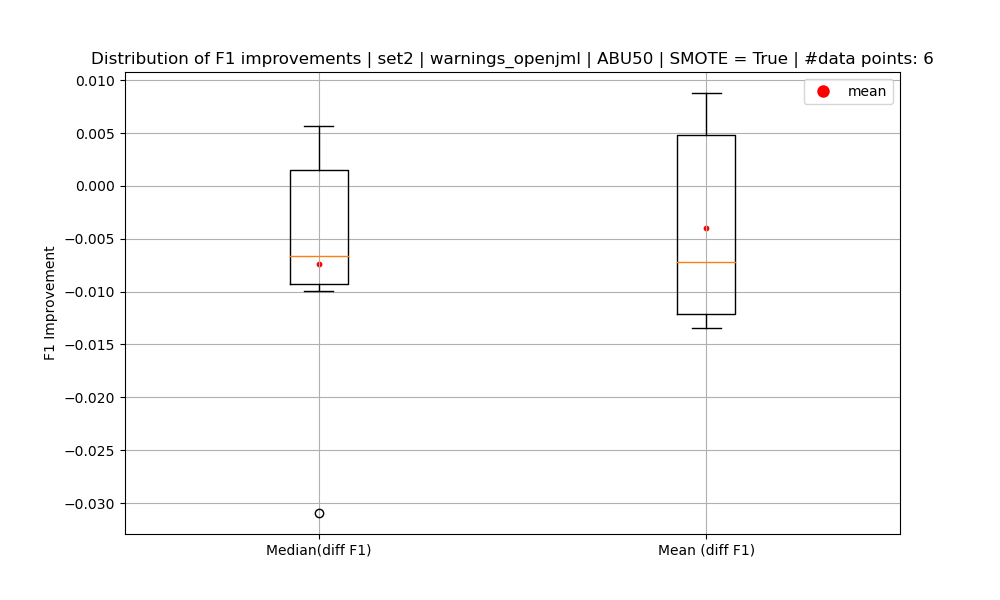 Distribution of F1 improvements | set2 | warnings_openjml | ABU50 | SMOTE = True | #data points: 6
mean
0.010
0.005
0.000
−0.005
−0.010
−0.015
−0.020
−0.025
−0.030
F1 Improvement
Median(diff F1)
Mean (diff F1)